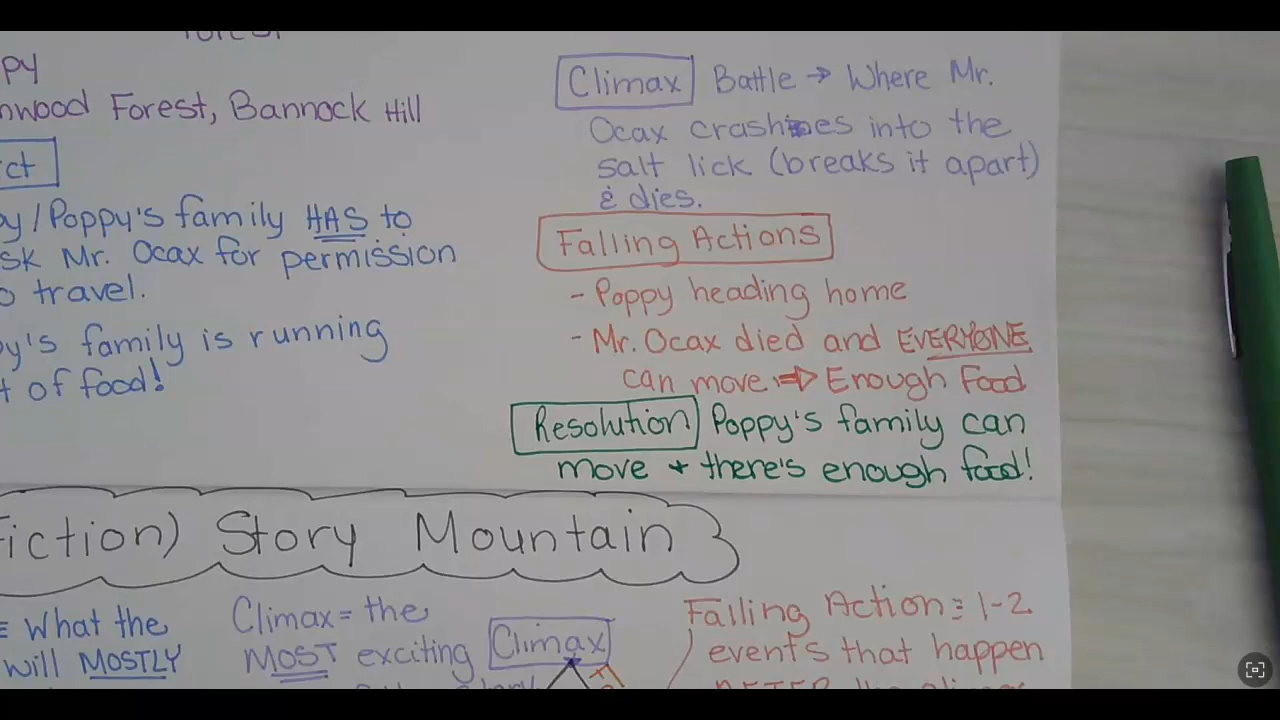 py
nwood Forest, Bannock Hill
ct
y/Poppy's family HAS to
sk Mr. Ocax for permission
o travel.
y's family is running
t of food!
Climax Battle → Where Mr.
Ocax crashes into the
salt lick (breaks it apart)
& dies.
Falling Actions
- Poppy heading home
- Mr. Ocax died and EVERYONE
can move ⇒ Enough Food
Resolution Poppy's family can
move + there's enough food!
iction) Story Mountain
= What the
will MOSTLY
Climax = the
MOST exciting
Climax
Falling Action = 1-2
events that happen